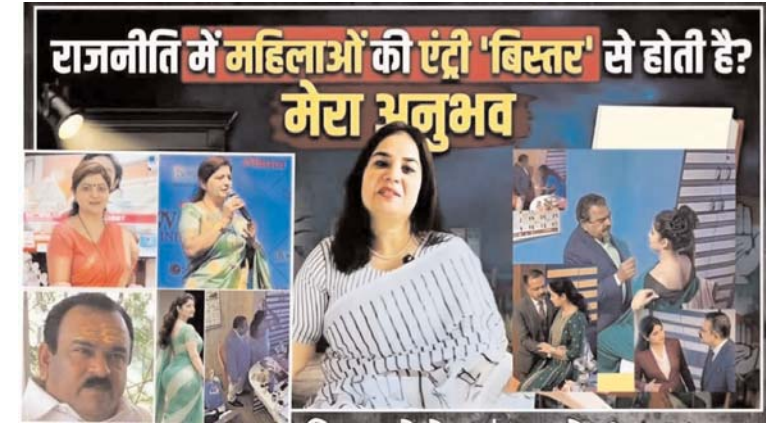 राजनीति में महिलाओं की एंट्री 'बिस्तर' से होती है?
मेरा अनुभव